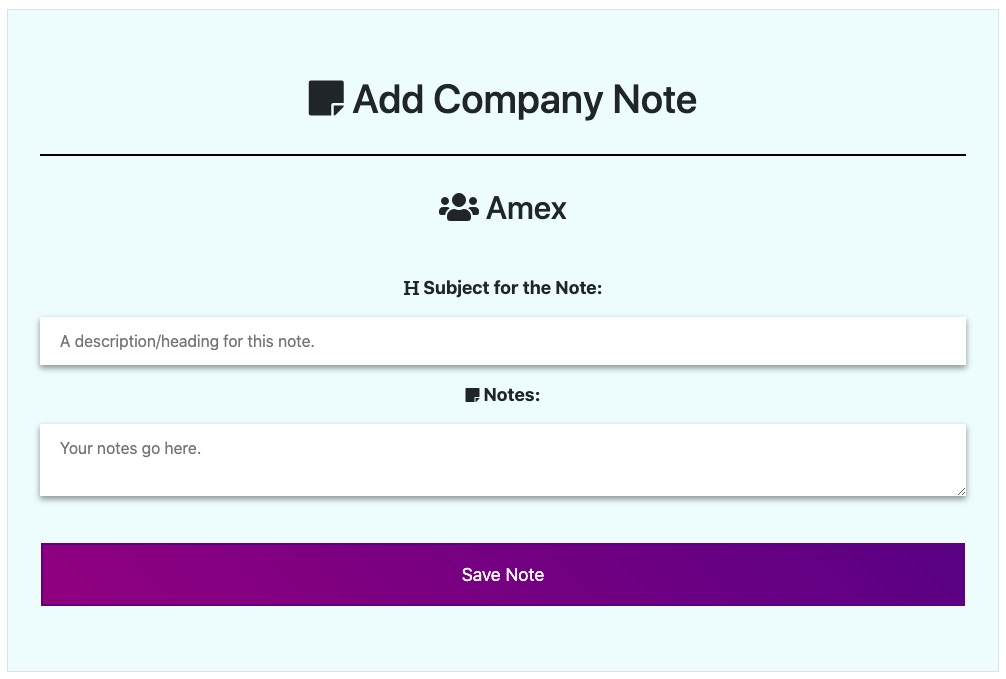 Add Company Note
Amex
Subject for the Note:
A description/heading for this note.
Notes:
Your notes go here.
Save Note